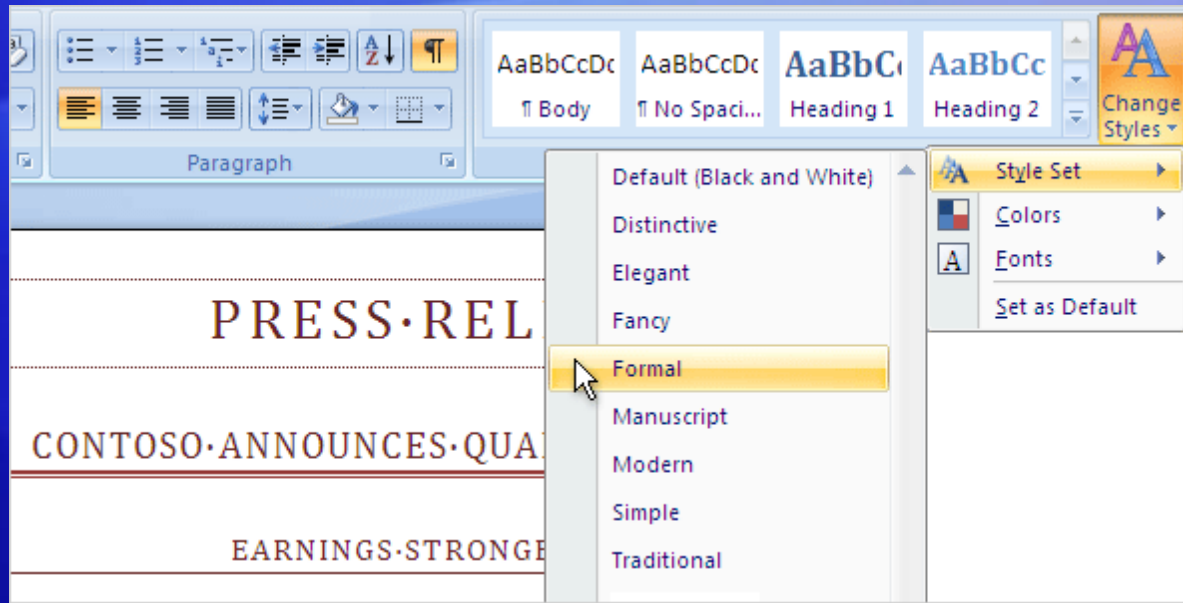 AaBbCcDc AaBbCcDc AaBbC AaBbCc
¶ Body ¶ No Spaci... Heading 1 Heading 2
Change
Styles
Paragraph
Style Set
Colors
Fonts
Set as Default
Default (Black and White)
Distinctive
Elegant
Fancy
Formal
Manuscript
Modern
Simple
Traditional
PRESS·REL
CONTOSO·ANNOUNCES·QUA
EARNINGS·STRONGE